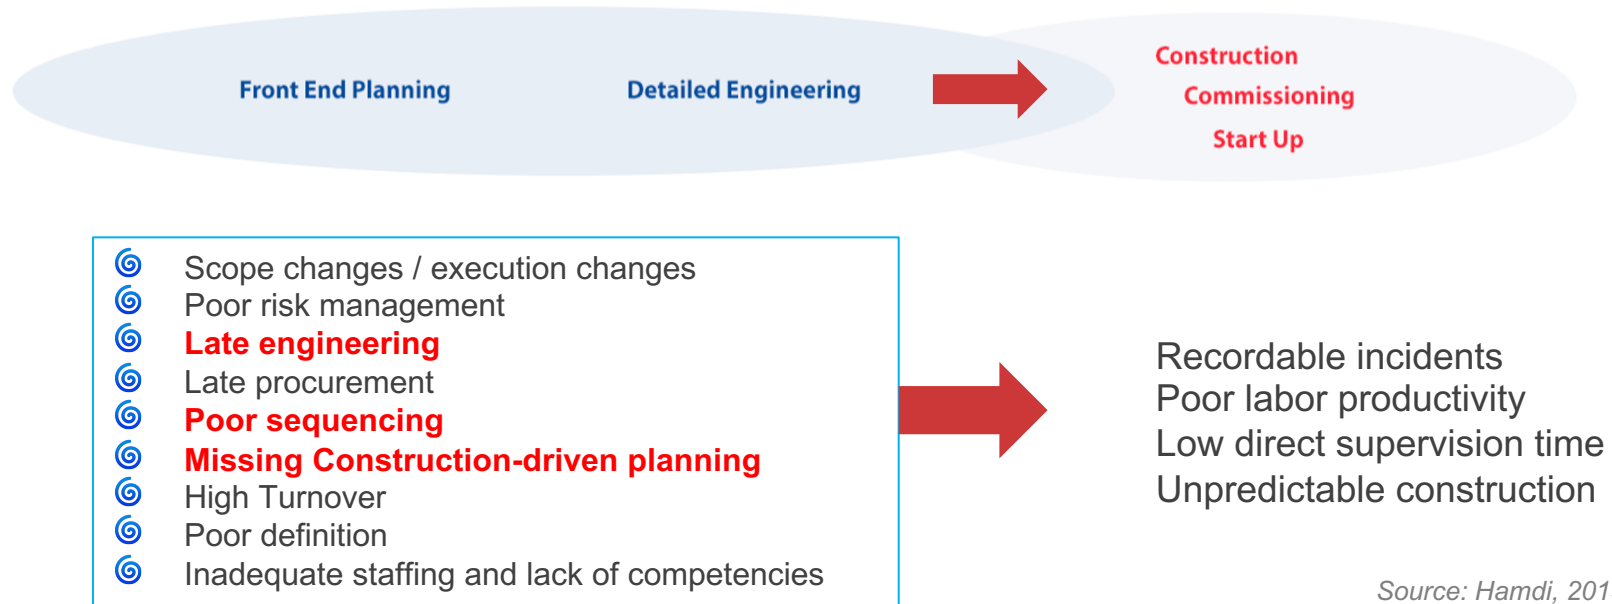 Front End Planning
Detailed Engineering
Construction
Commissioning
Start Up
Scope changes / execution changes
Poor risk management
Late engineering
Late procurement
Poor sequencing
Missing Construction-driven planning
High Turnover
Poor definition
Inadequate staffing and lack of competencies
Recordable incidents
Poor labor productivity
Low direct supervision time
Unpredictable construction
Source: Hamdi, 201